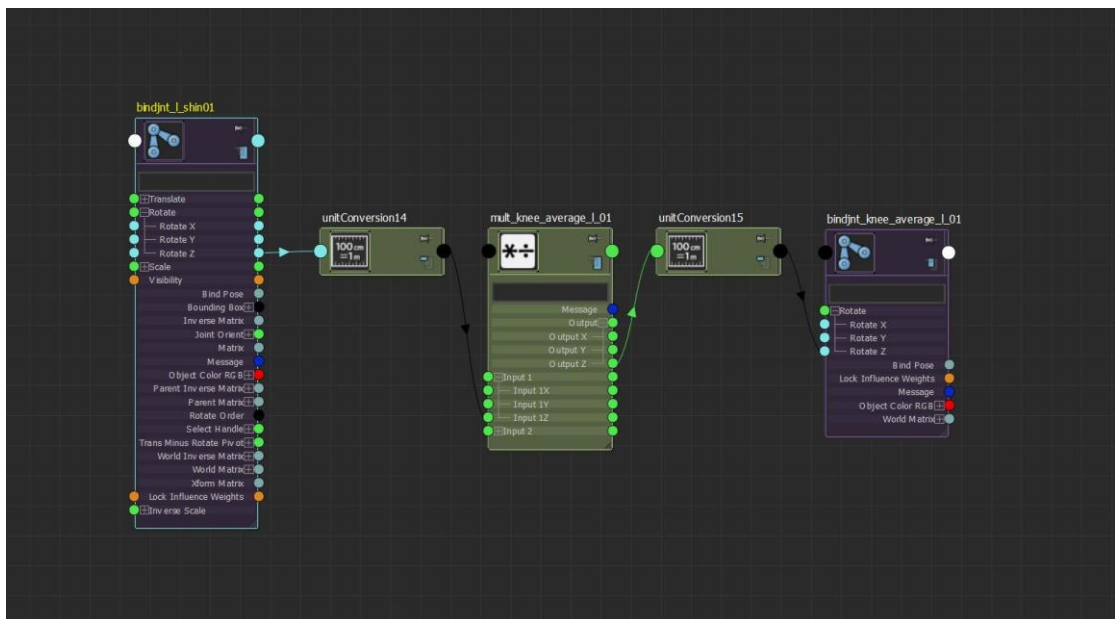 bindjnt_l_shin01
Translate
Rotate
Rotate X
Rotate Y
Rotate Z
Scale
Visibility
Bind Pose
Bounding Box
Inverse Matrix
Joint Orient
Matrix
Message
Object Color RGB
Parent Inverse Matrix
Parent Matrix
Rotate Order
Select Handle
Trans Minus Rotate Pivot
World Inverse Matrix
World Matrix
Xform Matrix
Lock Influence Weights
Inverse Scale
unitConversion14
100 cm
=1m
mult_knee_average_l_01
Message
Output
Output X
Output Y
Output Z
Input 1
Input 1X
Input 1Y
Input 1Z
Input 2
unitConversion15
100 cm
=1m
bindjnt_knee_average_l_01
Rotate
Rotate X
Rotate Y
Rotate Z
Bind Pose
Lock Influence Weights
Message
Object Color RGB
World Matrix